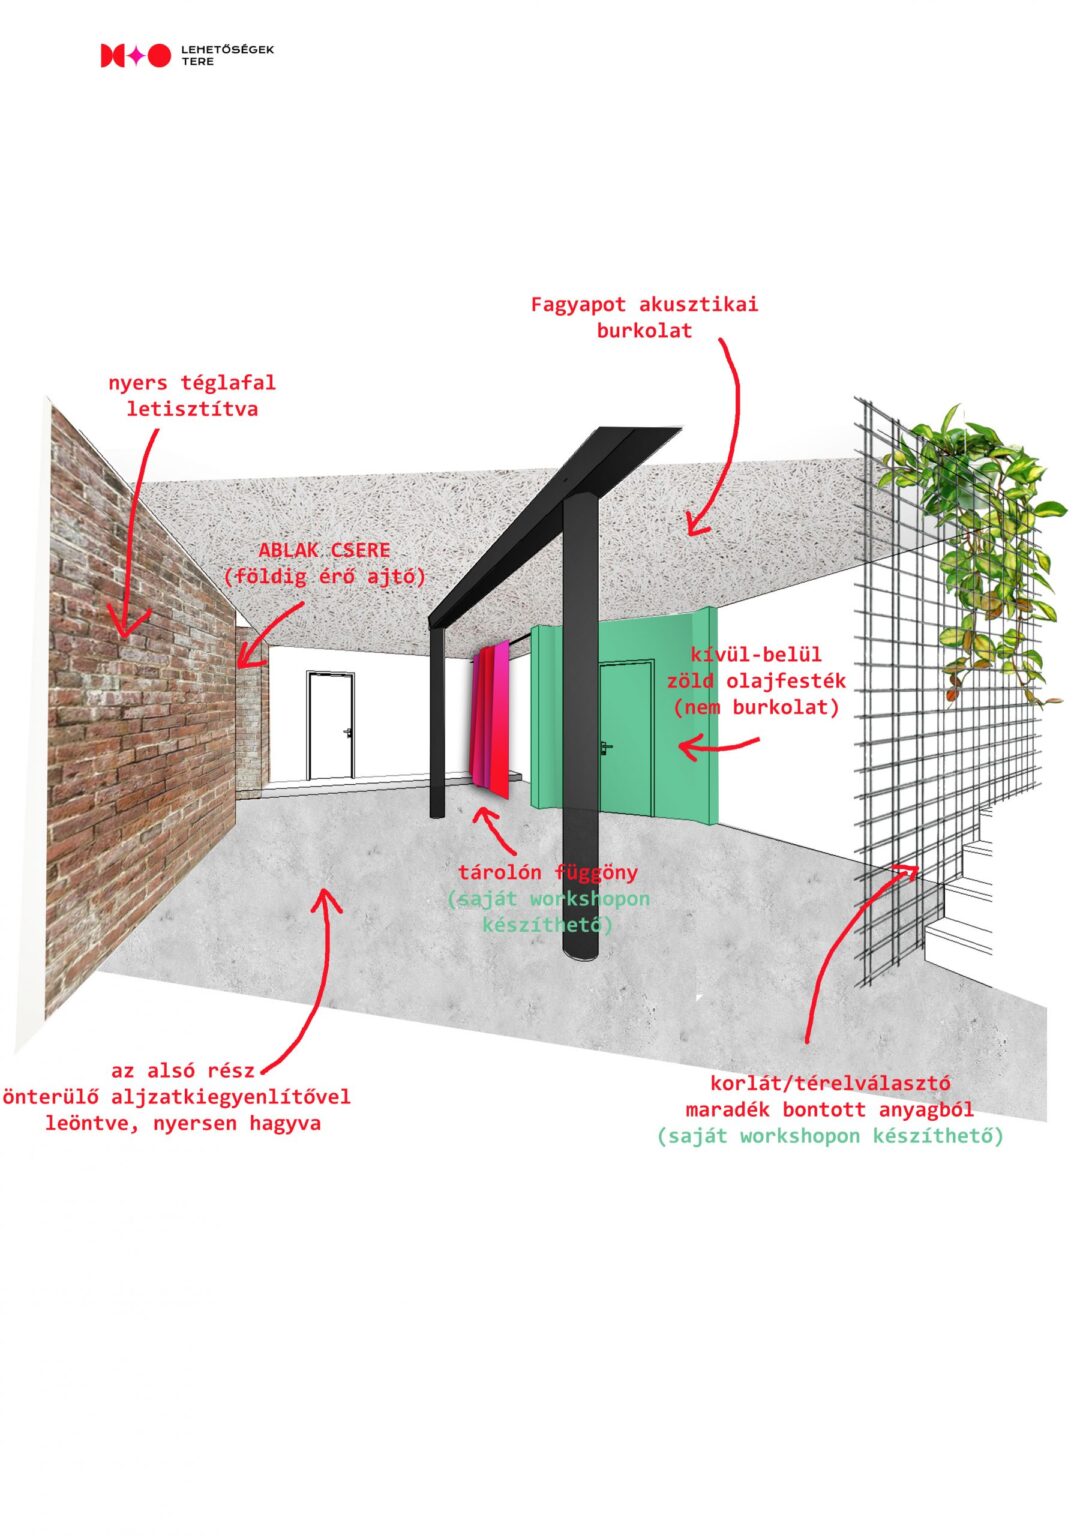 LEHETŐSÉGEK
TERE
Fagyapot akusztikai
burkolat
nyers téglafal
letisztítva
ABLAK CSERE
(földig érő ajtó)
kívül-belül
zöld olajfesték
(nem burkolat)
tárolón függöny
(saját workshopon
készíthető)
az alsó rész
önterülő aljzatkiegyenlítővel
leöntve, nyersen hagyva
korlát/térelválasztó
maradék bontott anyagból
(saját workshopon készíthető)